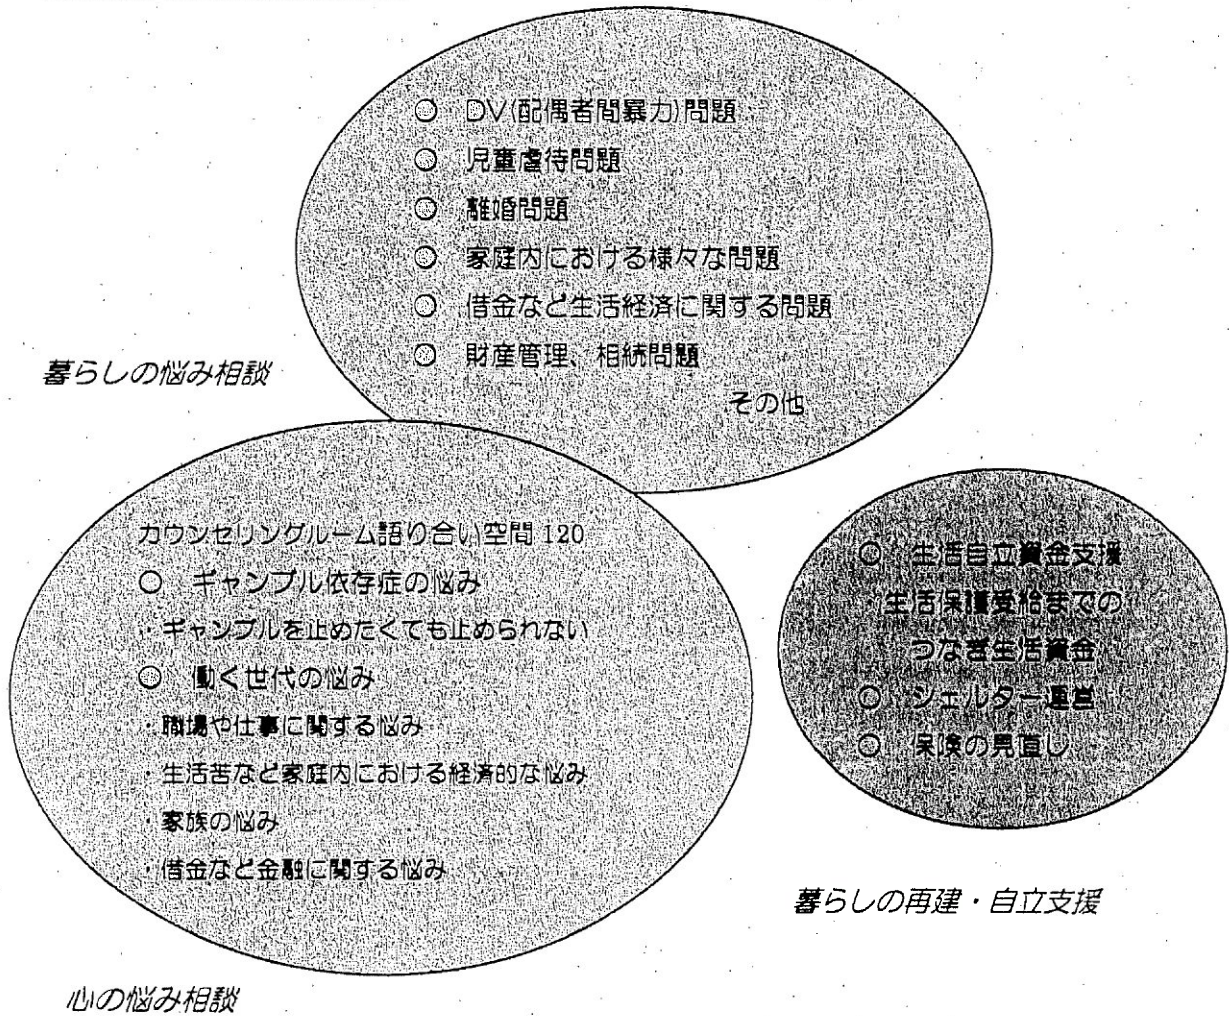 ○ DV(配偶者間暴力)問題
○ 児童虐待問題
○ 離婚問題
○ 家庭内における様々な問題
○ 借金など生活経済に関する問題
○ 財産管理、相続問題
その他
暮らしの悩み相談
カウンセリングルーム語り合い空間 120
○ ギャンブル依存症の悩み
・ギャンブルを止めたくても止められない
○ 働く世代の悩み
・職場や仕事に関する悩み
・生活苦など家庭内における経済的な悩み
・家族の悩み
・借金など金融に関する悩み
心の悩み相談
○ 生活自立資金支援
・生活保護受給までの
つなぎ生活資金
○ シェルター運営
○ 保険の見直し
暮らしの再建・自立支援